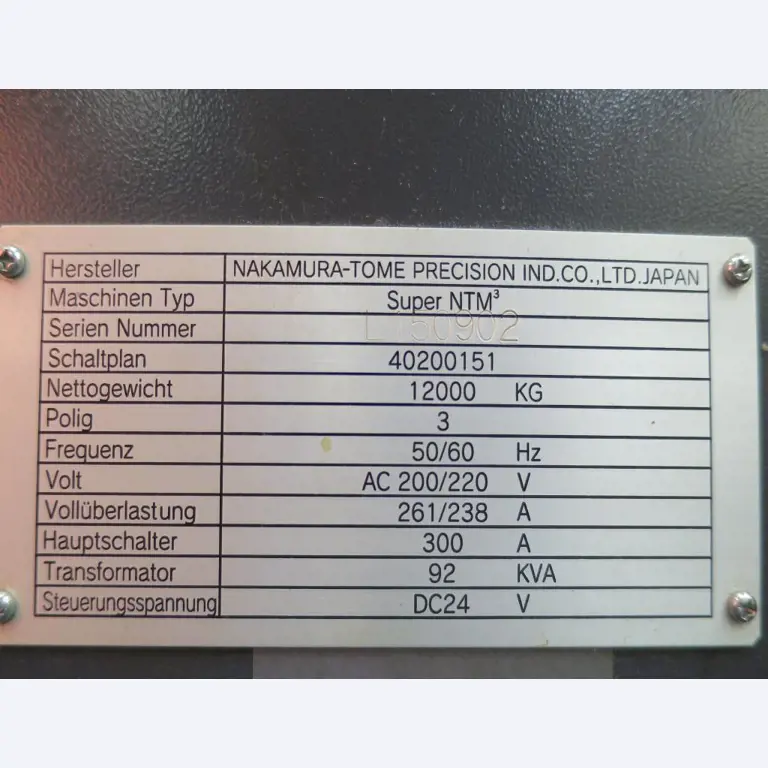 Hersteller NAKAMURA-TOME PRECISION IND.CO.,LTD.JAPAN
Maschinen Typ Super NTM³
Serien Nummer
Schaltplan 40200151
Nettogewicht 12000 KG
Polig 3
Frequenz 50/60 Hz
Volt AC 200/220 V
Vollüberlastung 261/238 A
Hauptschalter 300 A
Transformator 92 KVA
Steuerungsspannung DC24 V